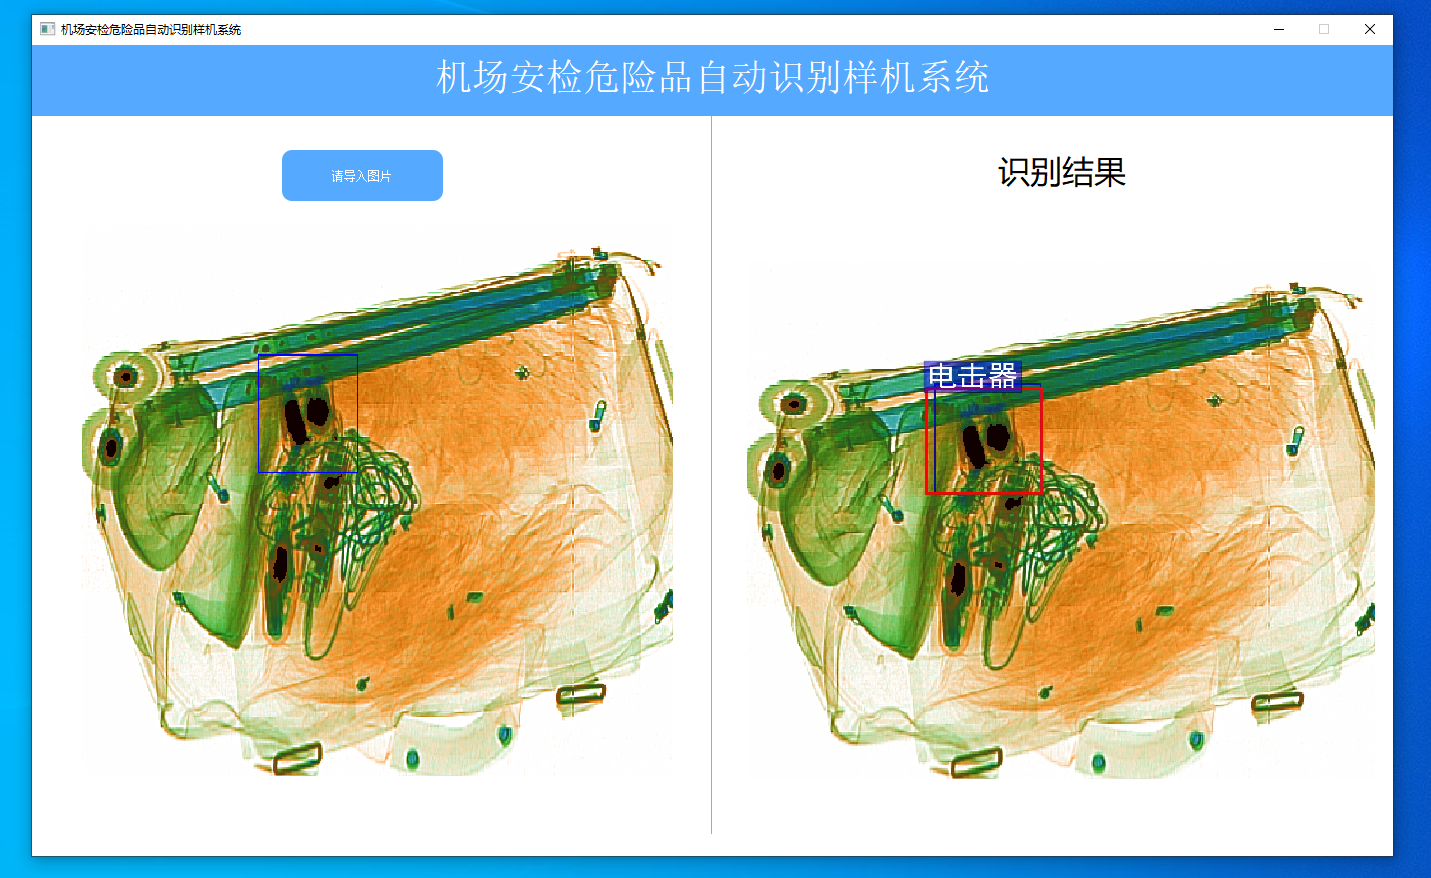 机场安检危险品自动识别样机系统
机场安检危险品自动识别样机系统
请导入图片
识别结果
电击器